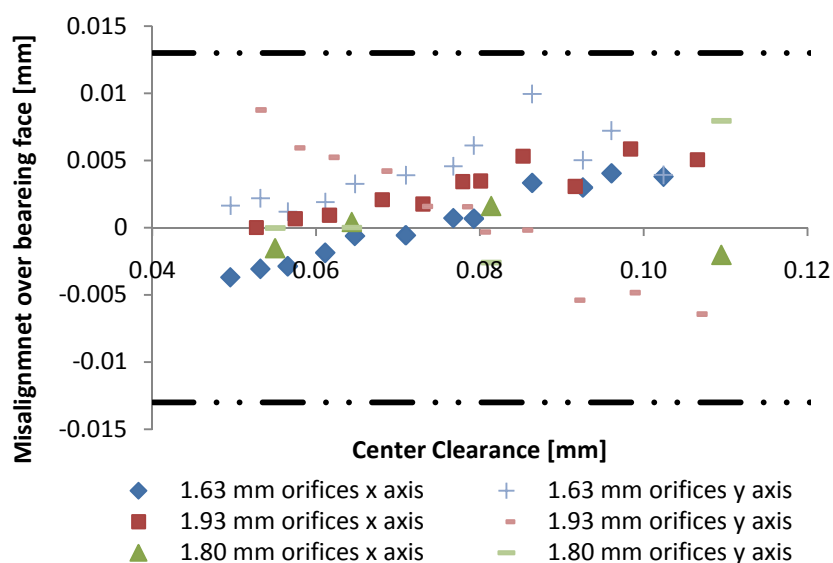 0.015
0.01
0.005
0
-0.005
-0.01
-0.015
0.04 0.06 0.08 0.10 0.12
Misalignmnet over beareing face [mm]
Center Clearance [mm]
1.63 mm orifices x axis 1.63 mm orifices y axis
1.93 mm orifices x axis 1.93 mm orifices y axis
1.80 mm orifices x axis 1.80 mm orifices y axis